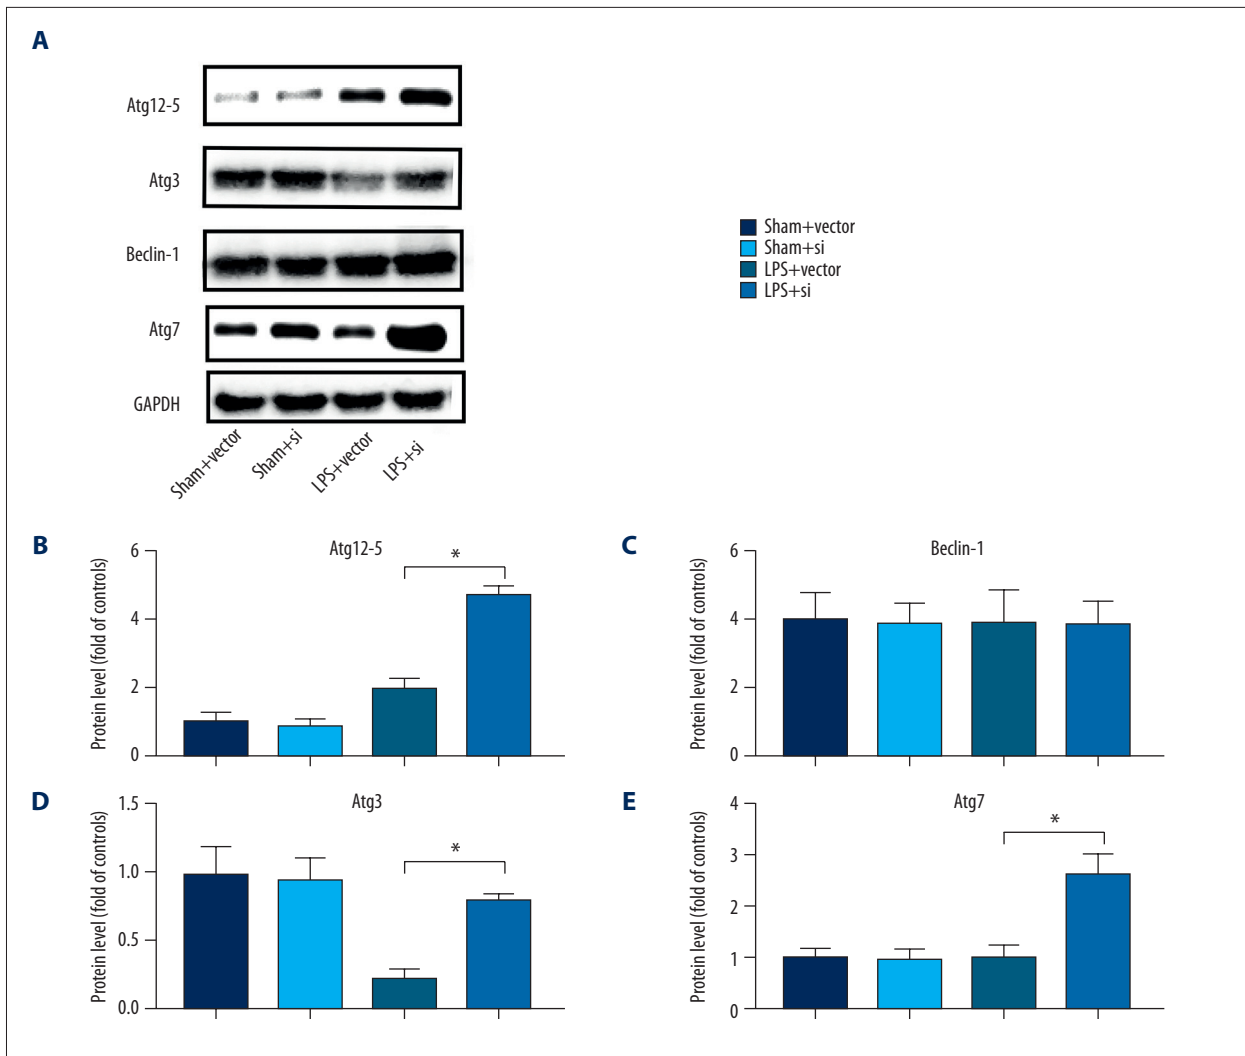 A
Atg12-5
Atg3
Beclin-1
Atg7
GAPDH
Sham+vector
Sham+si
LPS+vector
LPS+si
Sham+vector
Sham+si
LPS+vector
LPS+si
B
Atg12-5
Protein level (fold of controls)
6
4
2
0
*
C
Beclin-1
Protein level (fold of controls)
6
4
2
0
D
Atg3
Protein level (fold of controls)
1.5
1.0
0.5
0.0
*
E
Atg7
Protein level (fold of controls)
4
3
2
1
0
*